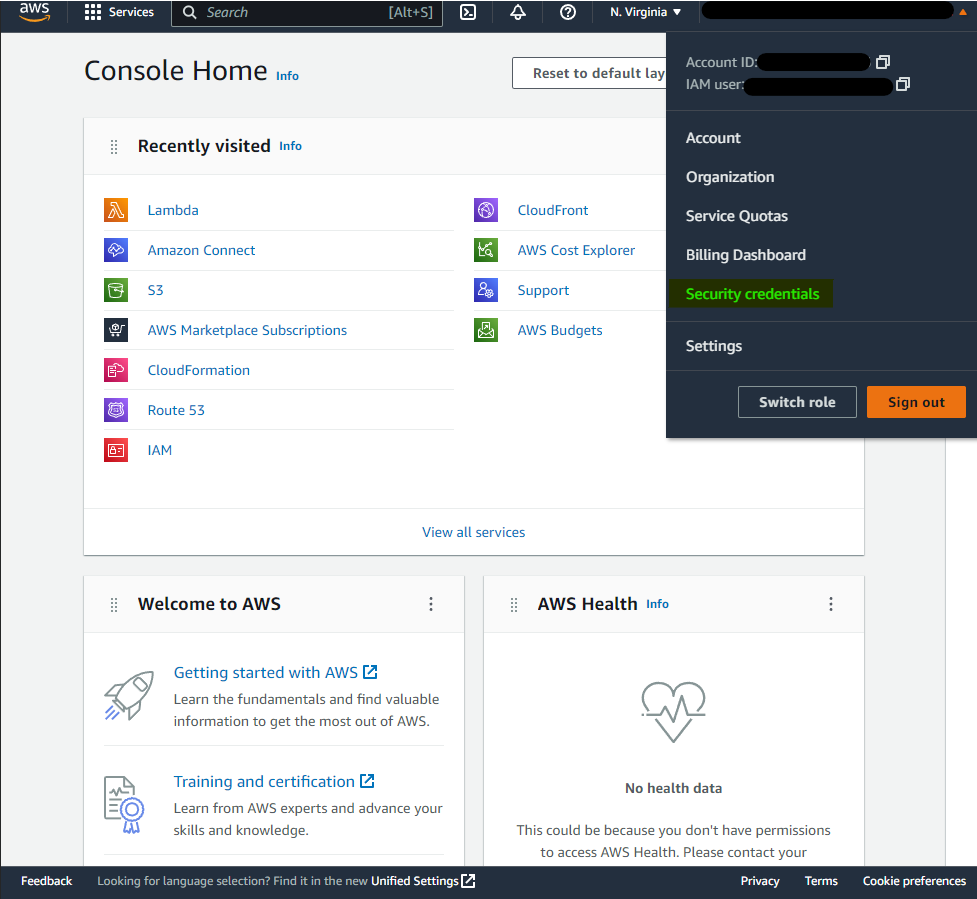 aws
Services
Search
[Alt+S]
N. Virginia
Account ID:
IAM user:
Account
Organization
Service Quotas
Billing Dashboard
Security credentials
Settings
Switch role
Sign out
Console Home Info
Reset to default lay
Recently visited Info
Lambda
Amazon Connect
S3
AWS Marketplace Subscriptions
CloudFormation
Route 53
IAM
CloudFront
AWS Cost Explorer
Support
AWS Budgets
View all services
Welcome to AWS
Getting started with AWS
Learn the fundamentals and find valuable
information to get the most out of AWS.
Training and certification
Learn from AWS experts and advance your
skills and knowledge.
AWS Health Info
No health data
This could be because you don't have permissions
to access AWS Health. Please contact your
Feedback
Looking for language selection? Find it in the new Unified Settings
Privacy
Terms
Cookie preferences